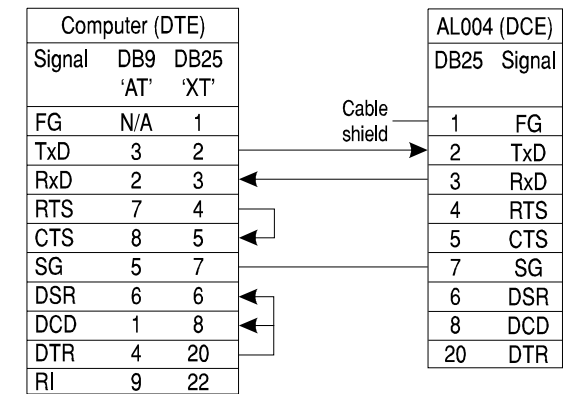 Computer (DTE)
Signal DB9 DB25
‘AT’ ‘XT’
FG N/A 1
TxD 3 2
RxD 2 3
RTS 7 4
CTS 8 5
SG 5 7
DSR 6 6
DCD 1 8
DTR 4 20
RI 9 22
Cable
shield
AL004 (DCE)
DB25 Signal
1 FG
2 TxD
3 RxD
4 RTS
5 CTS
7 SG
6 DSR
8 DCD
20 DTR